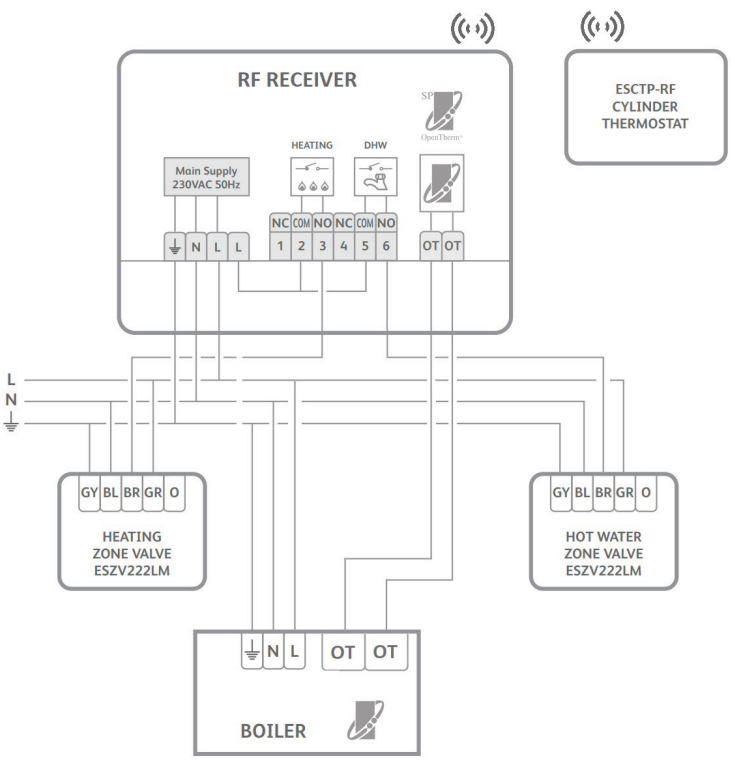 RF RECEIVER
ESCTP-RF
CYLINDER
THERMOSTAT
SP
OpenTherm
HEATING DHW
Main Supply
230VAC 50Hz
NC COM NO NC COM NO
N L L 1 2 3 4 5 6 OT OT
L
N
GY BL BR GR O
HEATING
ZONE VALVE
ESZV222LM
GY BL BR GR O
HOT WATER
ZONE VALVE
ESZV222LM
N L OT OT
BOILER